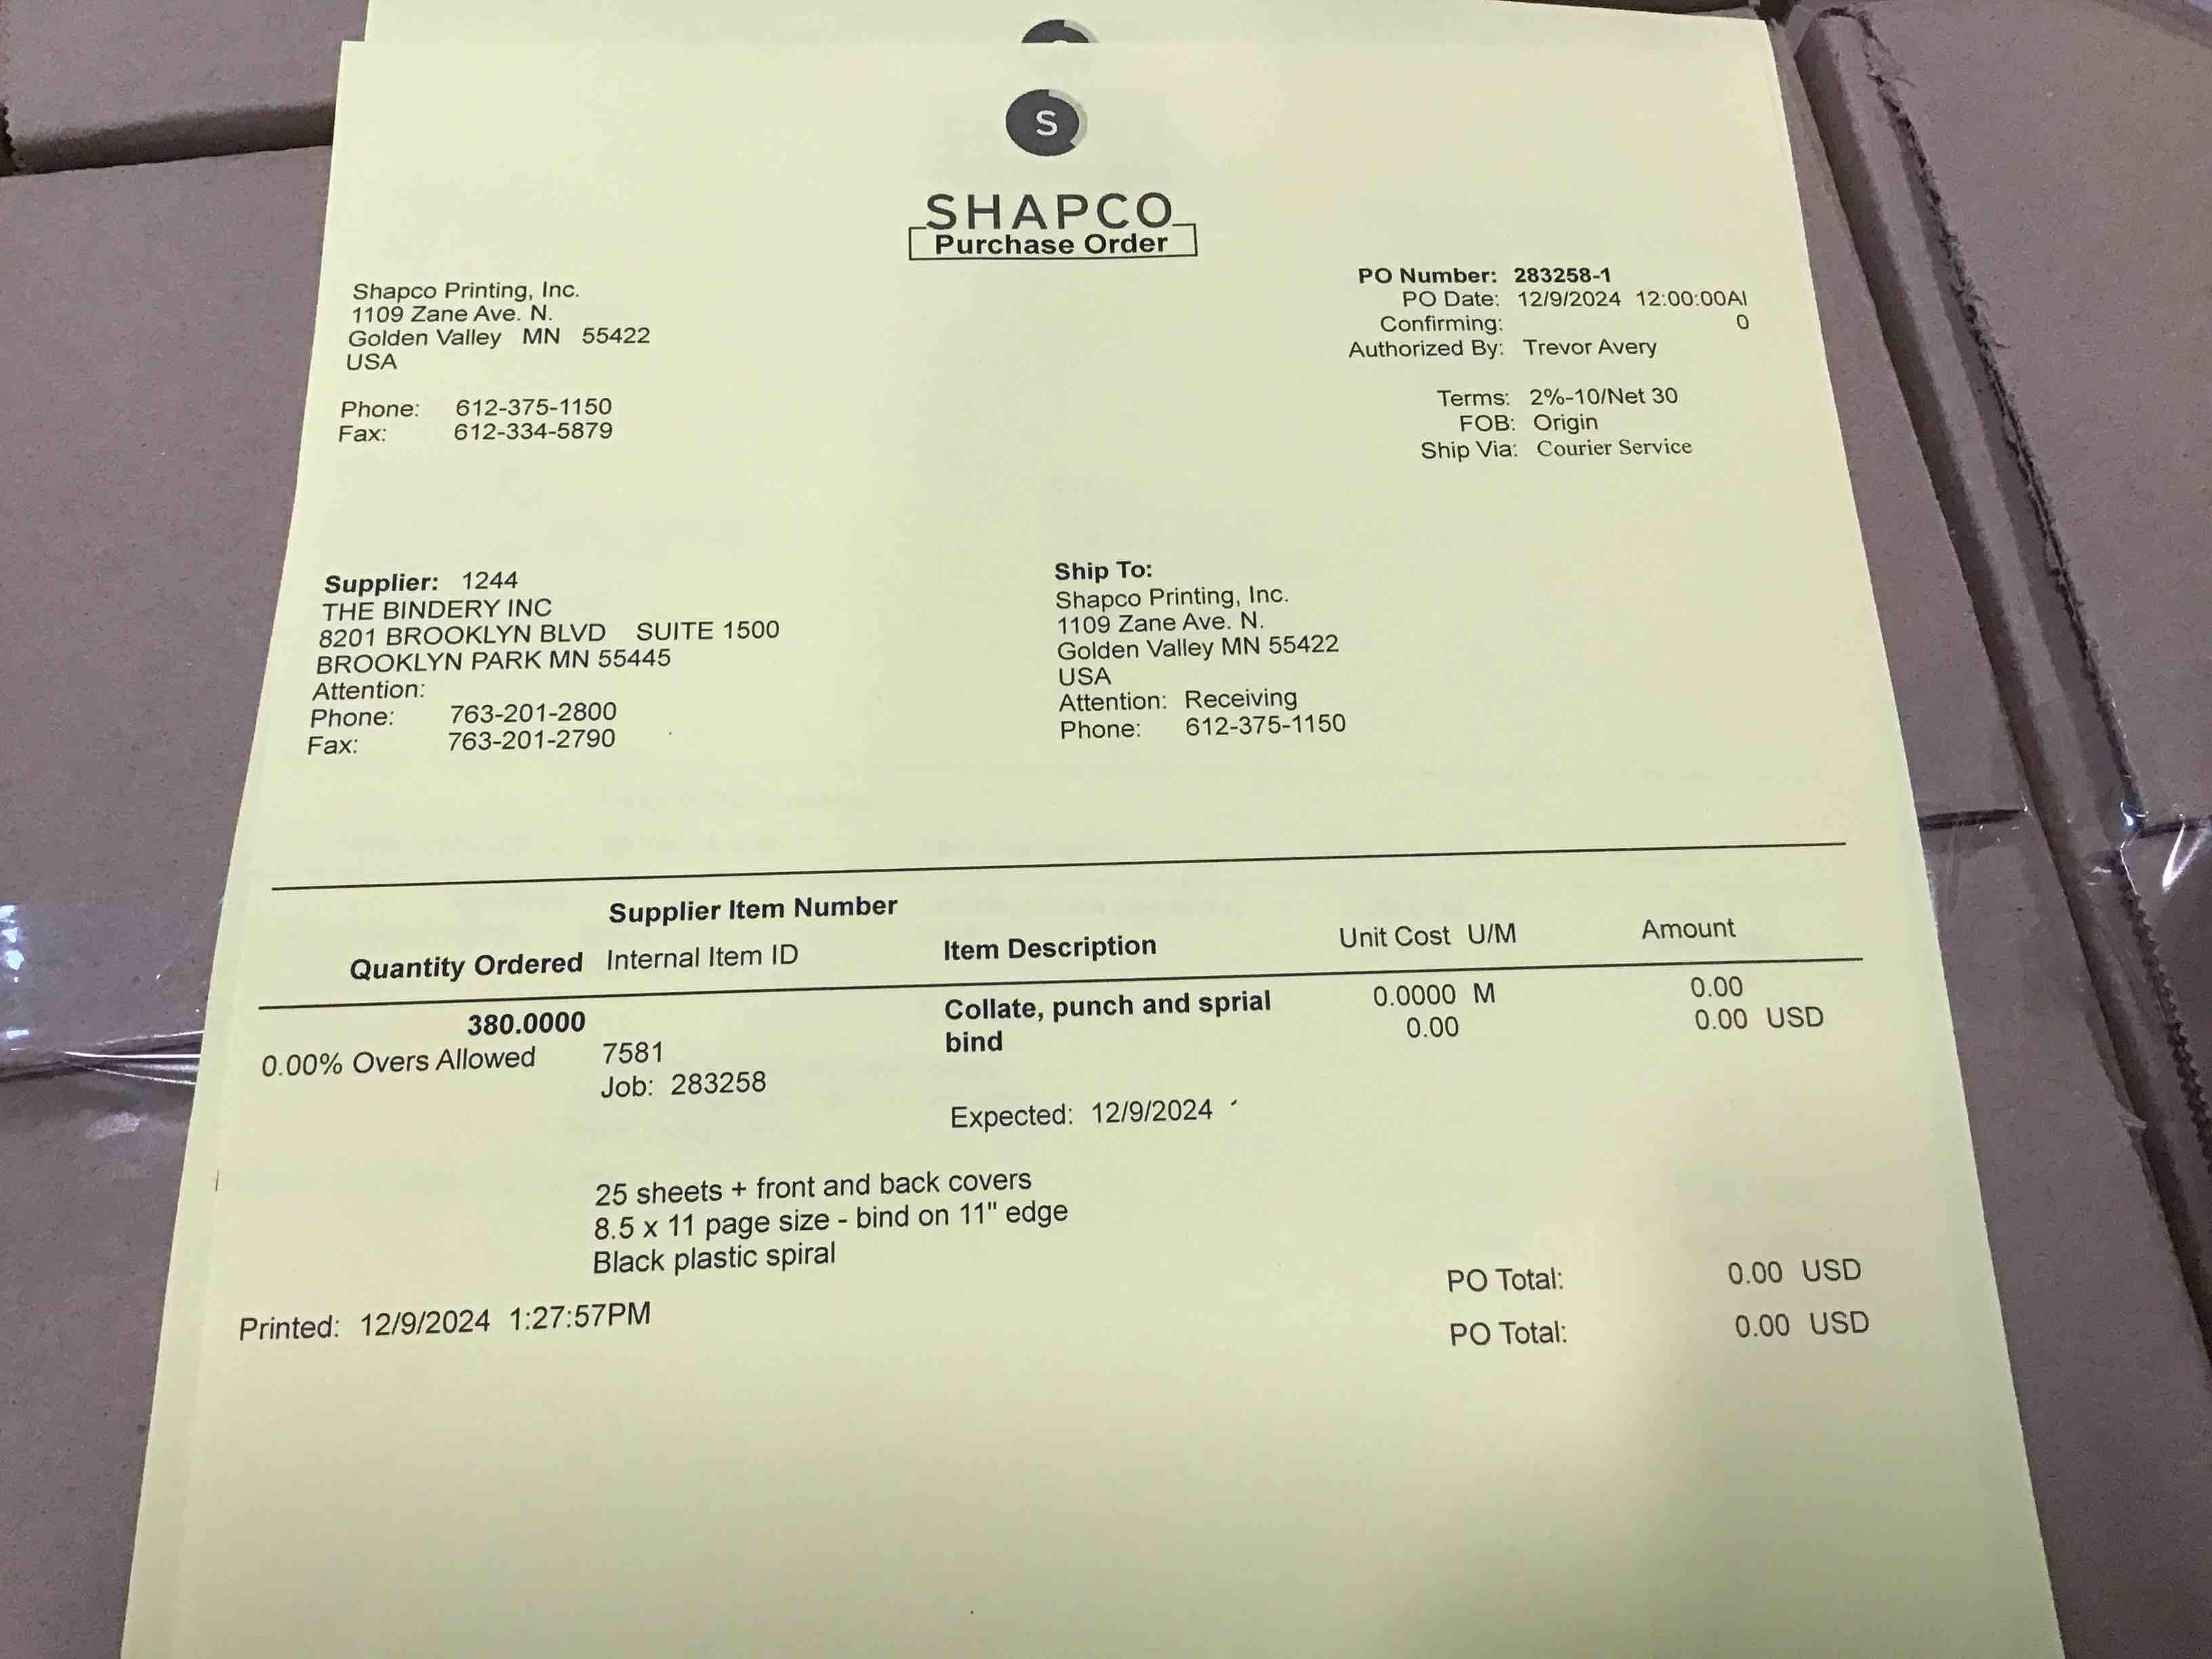 S
SHAPCO
Purchase Order
Shapco Printing, Inc.
1109 Zane Ave. N.
Golden Valley MN 55422
USA
Phone: 612-375-1150
Fax: 612-334-5879
PO Number: 283258-1
PO Date: 12/9/2024 12:00:00AI
Confirming: 0
Authorized By: Trevor Avery
Terms: 2%-10/Net 30
FOB: Origin
Ship Via: Courier Service
Supplier: 1244
THE BINDERY INC
8201 BROOKLYN BLVD SUITE 1500
BROOKLYN PARK MN 55445
Attention:
Phone: 763-201-2800
Fax: 763-201-2790
Ship To:
Shapco Printing, Inc.
1109 Zane Ave. N.
Golden Valley MN 55422
USA
Attention: Receiving
Phone: 612-375-1150
Supplier Item Number
Quantity Ordered Internal Item ID Item Description Unit Cost U/M Amount
380.0000 Collate, punch and sprial 0.0000 M 0.00
bind 0.00 0.00 USD
0.00% Overs Allowed 7581
Job: 283258
Expected: 12/9/2024
25 sheets + front and back covers
8.5 x 11 page size - bind on 11" edge
Black plastic spiral
PO Total: 0.00 USD
Printed: 12/9/2024 1:27:57PM
PO Total: 0.00 USD